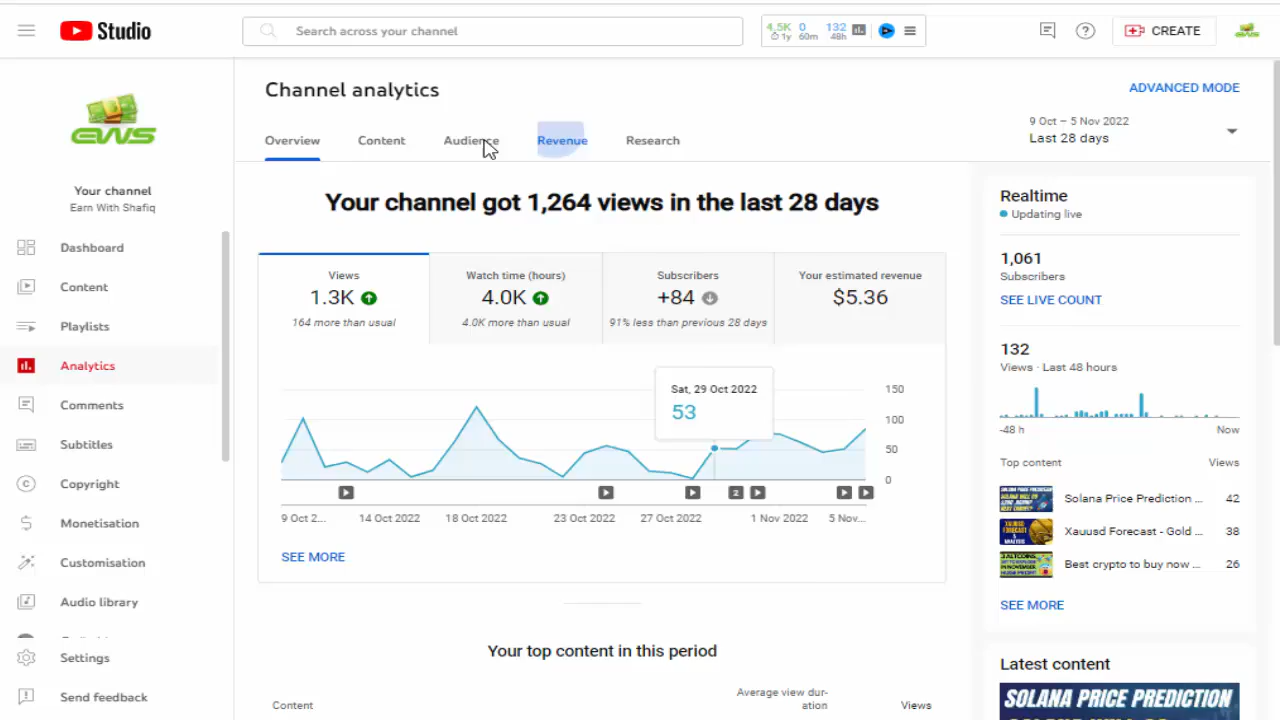 Studio
Search across your channel
4.5K 0 132
1y 60m 48h
?
CREATE
EWS
Your channel
Earn With Shafiq
Dashboard
Content
Playlists
Analytics
Comments
Subtitles
Copyright
Monetisation
Customisation
Audio library
Settings
Send feedback
Channel analytics
ADVANCED MODE
Overview Content Audience Revenue Research
9 Oct – 5 Nov 2022
Last 28 days
Your channel got 1,264 views in the last 28 days
Views
1.3K
164 more than usual
Watch time (hours)
4.0K
4.0K more than usual
Subscribers
+84
91% less than previous 28 days
Your estimated revenue
$5.36
Sat, 29 Oct 2022
53
150
100
50
0
2
9 Oct 2... 14 Oct 2022 18 Oct 2022 23 Oct 2022 27 Oct 2022 1 Nov 2022 5 Nov...
SEE MORE
Your top content in this period
Content
Average view dur-
ation
Views
Realtime
Updating live
1,061
Subscribers
SEE LIVE COUNT
132
Views · Last 48 hours
-48 h Now
Top content Views
Solana Price Prediction ... 42
Xauusd Forecast - Gold ... 38
Best crypto to buy now ... 26
SEE MORE
Latest content
SOLANA PRICE PREDICTION